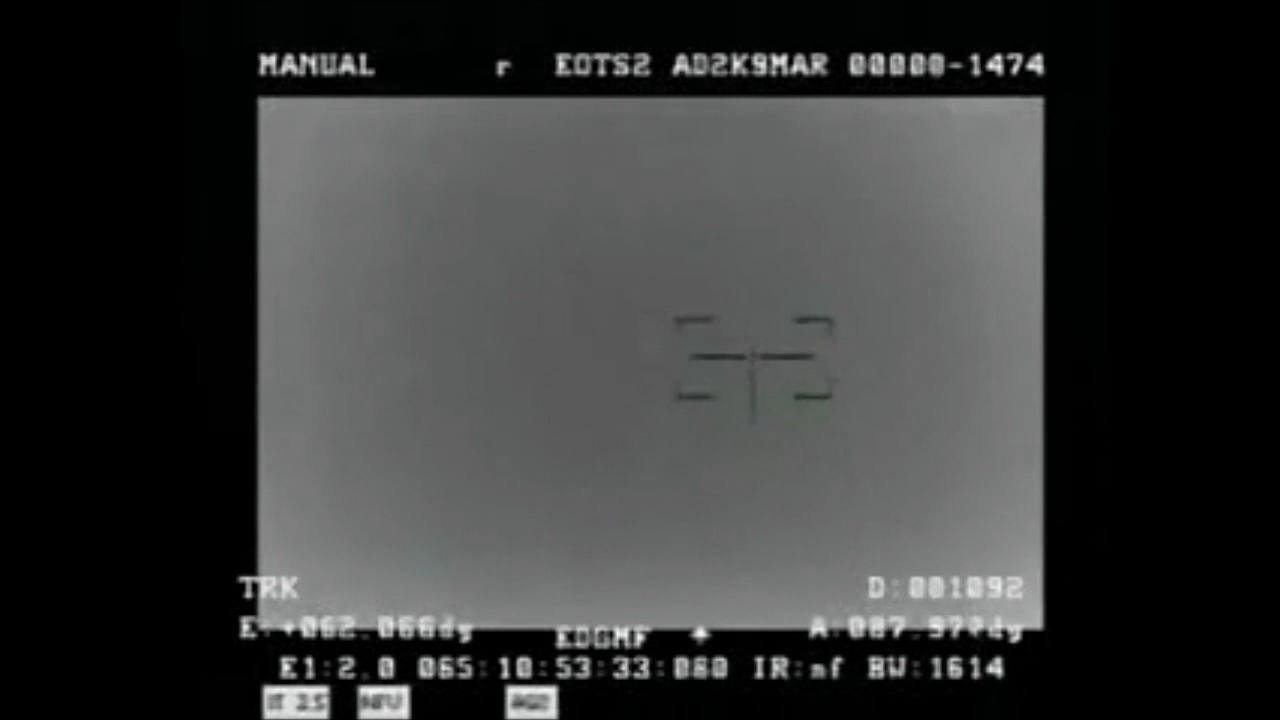 MANUAL r EOTS2 AD2K9MAR 00000-1474
TRK D:001092
E:+062.066dg EDGMF A:087.97?dg
E1:2.0 065:10:53:33:080 IR:nf BW:1614